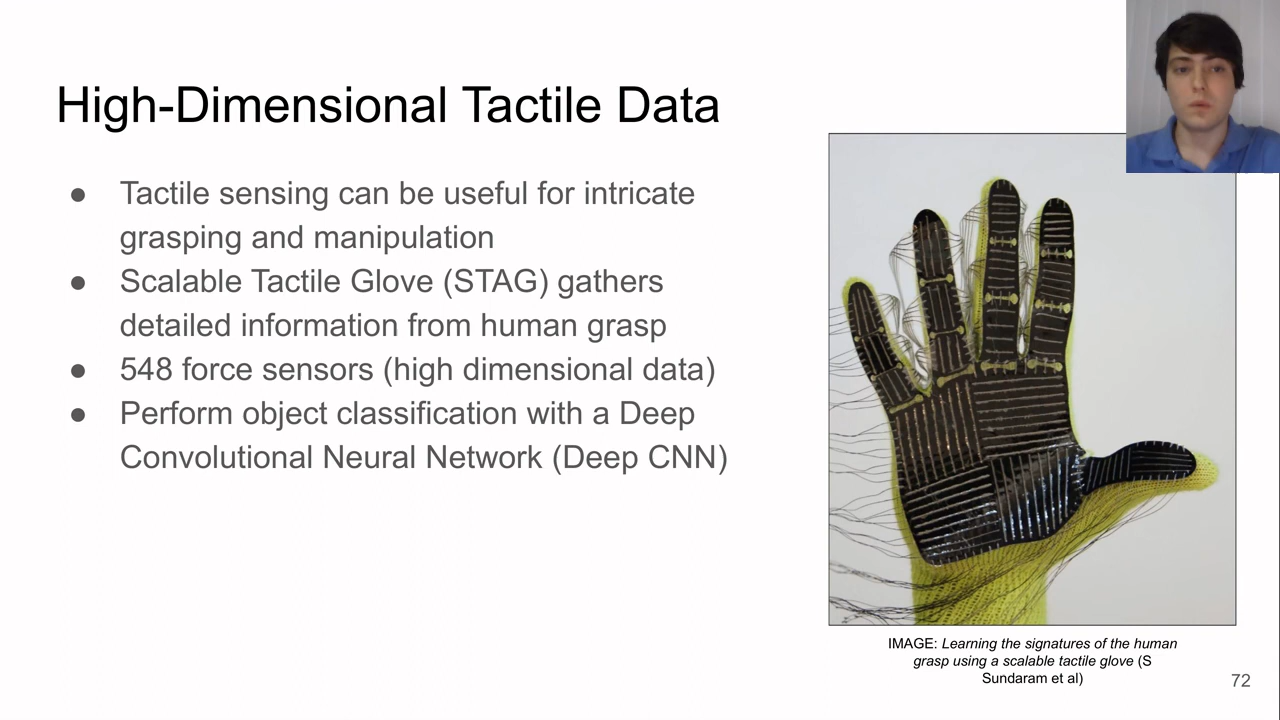 High-Dimensional Tactile Data
● Tactile sensing can be useful for intricate
grasping and manipulation
● Scalable Tactile Glove (STAG) gathers
detailed information from human grasp
● 548 force sensors (high dimensional data)
● Perform object classification with a Deep
Convolutional Neural Network (Deep CNN)
IMAGE: Learning the signatures of the human
grasp using a scalable tactile glove (S
Sundaram et al)
72